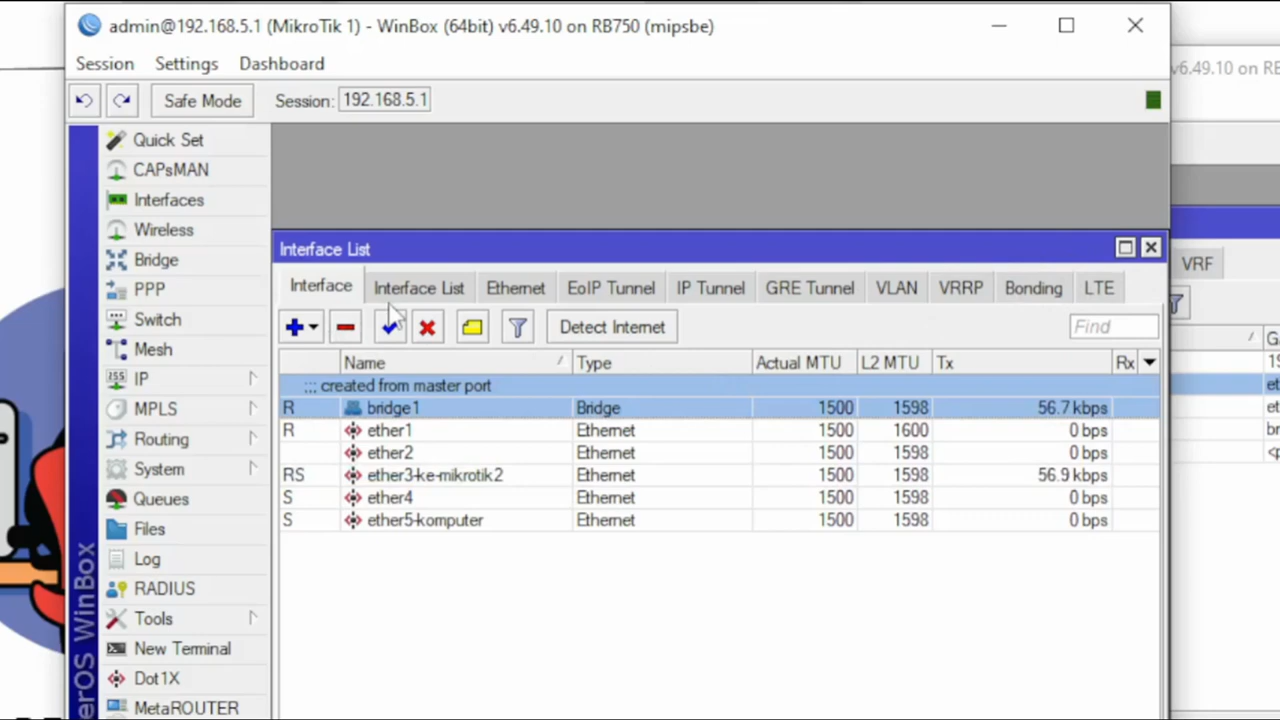 admin@192.168.5.1 (MikroTik 1) - WinBox (64bit) v6.49.10 on RB750 (mipsbe)
v6.49.10 on RB
Session Settings Dashboard
Safe Mode Session: 192.168.5.1
Quick Set
CAPsMAN
Interfaces
Wireless
Bridge
PPP
Switch
Mesh
IP
MPLS
Routing
System
Queues
Files
Log
RADIUS
Tools
New Terminal
Dot1X
MetaROUTER
erOS WinBox
Interface List
Interface Interface List Ethernet EoIP Tunnel IP Tunnel GRE Tunnel VLAN VRRP Bonding LTE
Detect Internet Find
Name Type Actual MTU L2 MTU Tx Rx
::: created from master port
R bridge1 Bridge 1500 1598 56.7 kbps
R ether1 Ethernet 1500 1600 0 bps
ether2 Ethernet 1500 1598 0 bps
RS ether3-ke-mikrotik2 Ethernet 1500 1598 56.9 kbps
S ether4 Ethernet 1500 1598 0 bps
S ether5-komputer Ethernet 1500 1598 0 bps
VRF